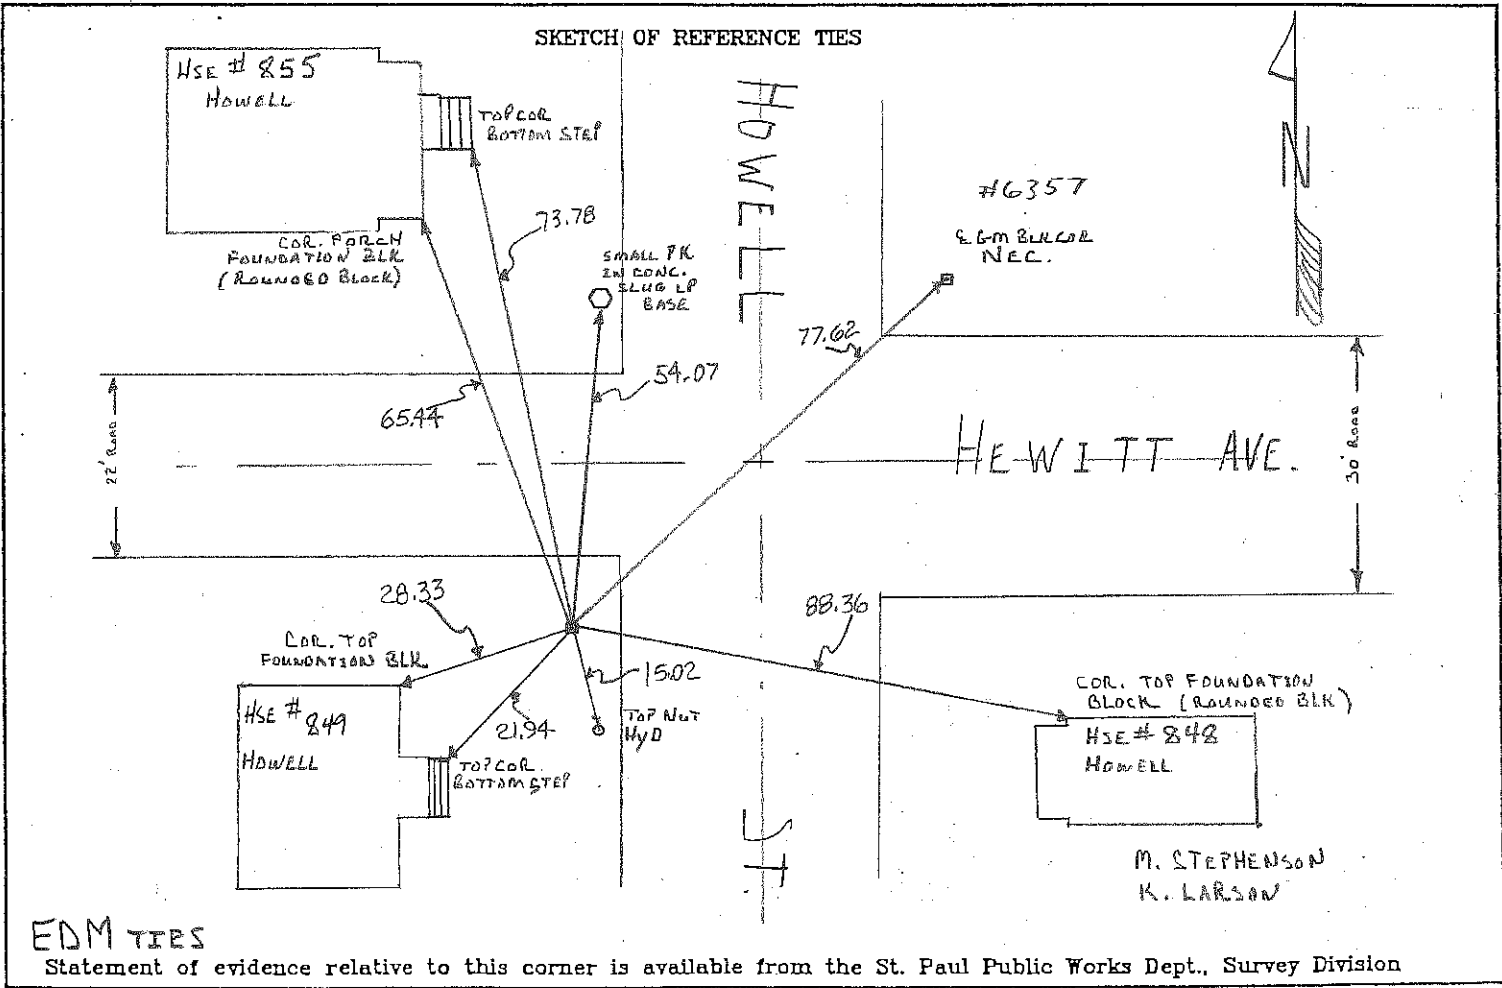 SKETCH OF REFERENCE TIES
HSE # 855
HOWELL
TOP COR
BOTTOM STEP
HOWELL
N
#6357
NEC.
73.78
COR. PORCH
FOUNDATION BLK
(ROUNDED BLOCK)
SMALL PK
IN CONC.
SLUG LP
BASE
77.62
54.07
65.44
22' ROAD
HEWITT AVE.
30' ROAD
28.33
88.36
COR. TOP
FOUNDATION BLK.
15.02
COR. TOP FOUNDATION
BLOCK (ROUNDED BLK)
HSE # 849
HOWELL
21.94
TOP NUT
HYD
TOP COR.
BOTTOM STEP
HSE # 848
HOWELL
ST
M. STEPHENSON
K. LARSON
EDM TIES
Statement of evidence relative to this corner is available from the St. Paul Public Works Dept., Survey Division